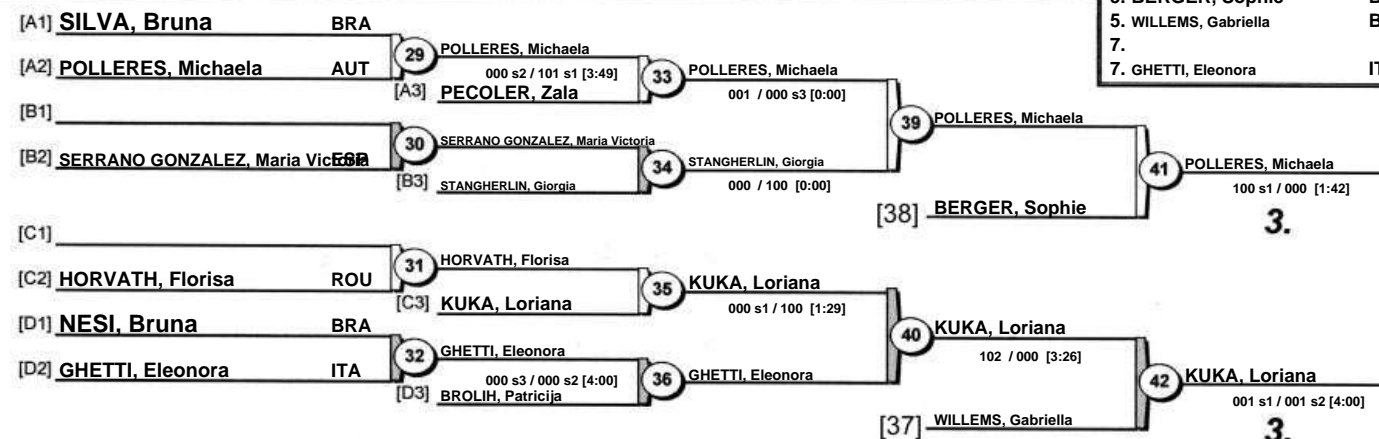 3. BERGER, Sophie
5. WILLEMS, Gabriella B
7.
7. GHETTI, Eleonora IT
[A1] SILVA, Bruna BRA
29 POLLERES, Michaela
[A2] POLLERES, Michaela AUT
000 s2 / 101 s1 [3:49]
33 POLLERES, Michaela
[A3] PECOLER, Zala
001 / 000 s3 [0:00]
[B1]
39 POLLERES, Michaela
30 SERRANO GONZALEZ, Maria Victoria
[B2] SERRANO GONZALEZ, Maria Victoria ESP
34 STANGHERLIN, Giorgia
41 POLLERES, Michaela
[B3] STANGHERLIN, Giorgia
000 / 100 [0:00]
100 s1 / 000 [1:42]
[38] BERGER, Sophie
3.
[C1]
31 HORVATH, Florisa
[C2] HORVATH, Florisa ROU
35 KUKA, Loriana
[C3] KUKA, Loriana
000 s1 / 100 [1:29]
[D1] NESI, Bruna BRA
40 KUKA, Loriana
32 GHETTI, Eleonora
102 / 000 [3:26]
[D2] GHETTI, Eleonora ITA
000 s3 / 000 s2 [4:00]
36 GHETTI, Eleonora
42 KUKA, Loriana
[D3] BROLIH, Patricija
001 s1 / 001 s2 [4:00]
[37] WILLEMS, Gabriella
3.